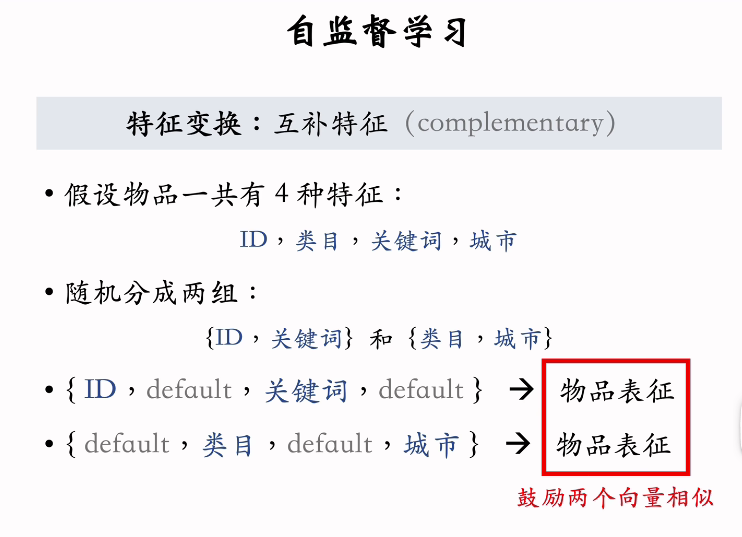 自监督学习
特征变换：互补特征（complementary）
• 假设物品一共有 4 种特征：
ID，类目，关键词，城市
• 随机分成两组：
{ID，关键词} 和 {类目，城市}
• { ID，default，关键词，default } → 物品表征
• { default，类目，default，城市 } → 物品表征
鼓励两个向量相似